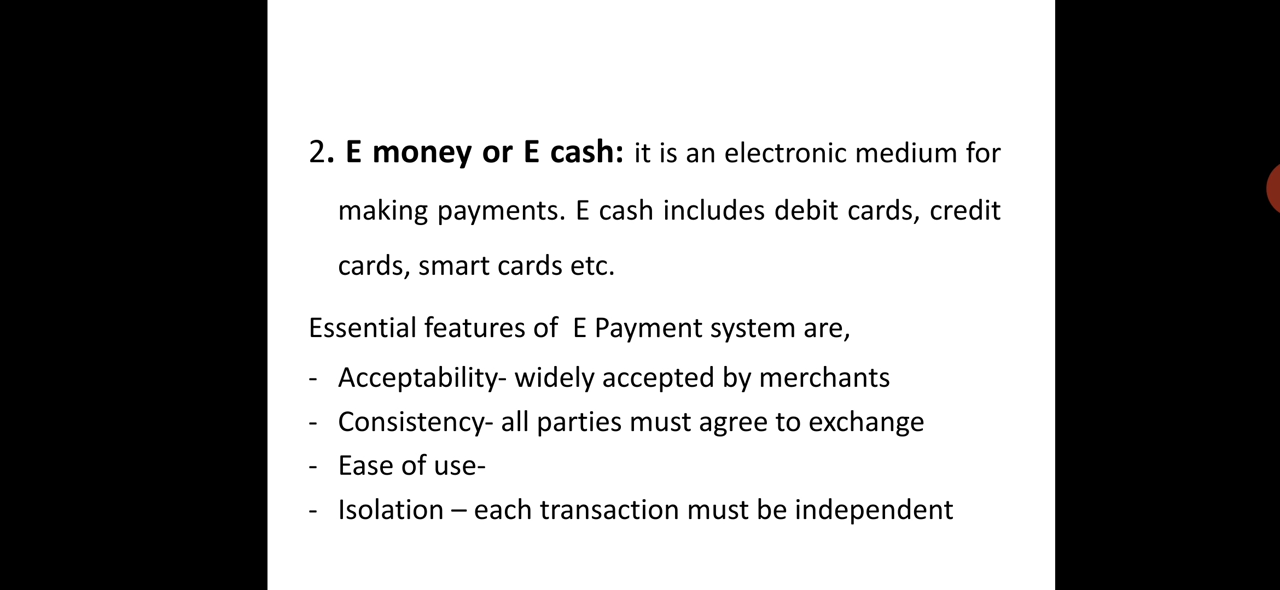 2. E money or E cash: it is an electronic medium for
making payments. E cash includes debit cards, credit
cards, smart cards etc.
Essential features of  E Payment system are,
- Acceptability- widely accepted by merchants
- Consistency- all parties must agree to exchange
- Ease of use-
- Isolation – each transaction must be independent